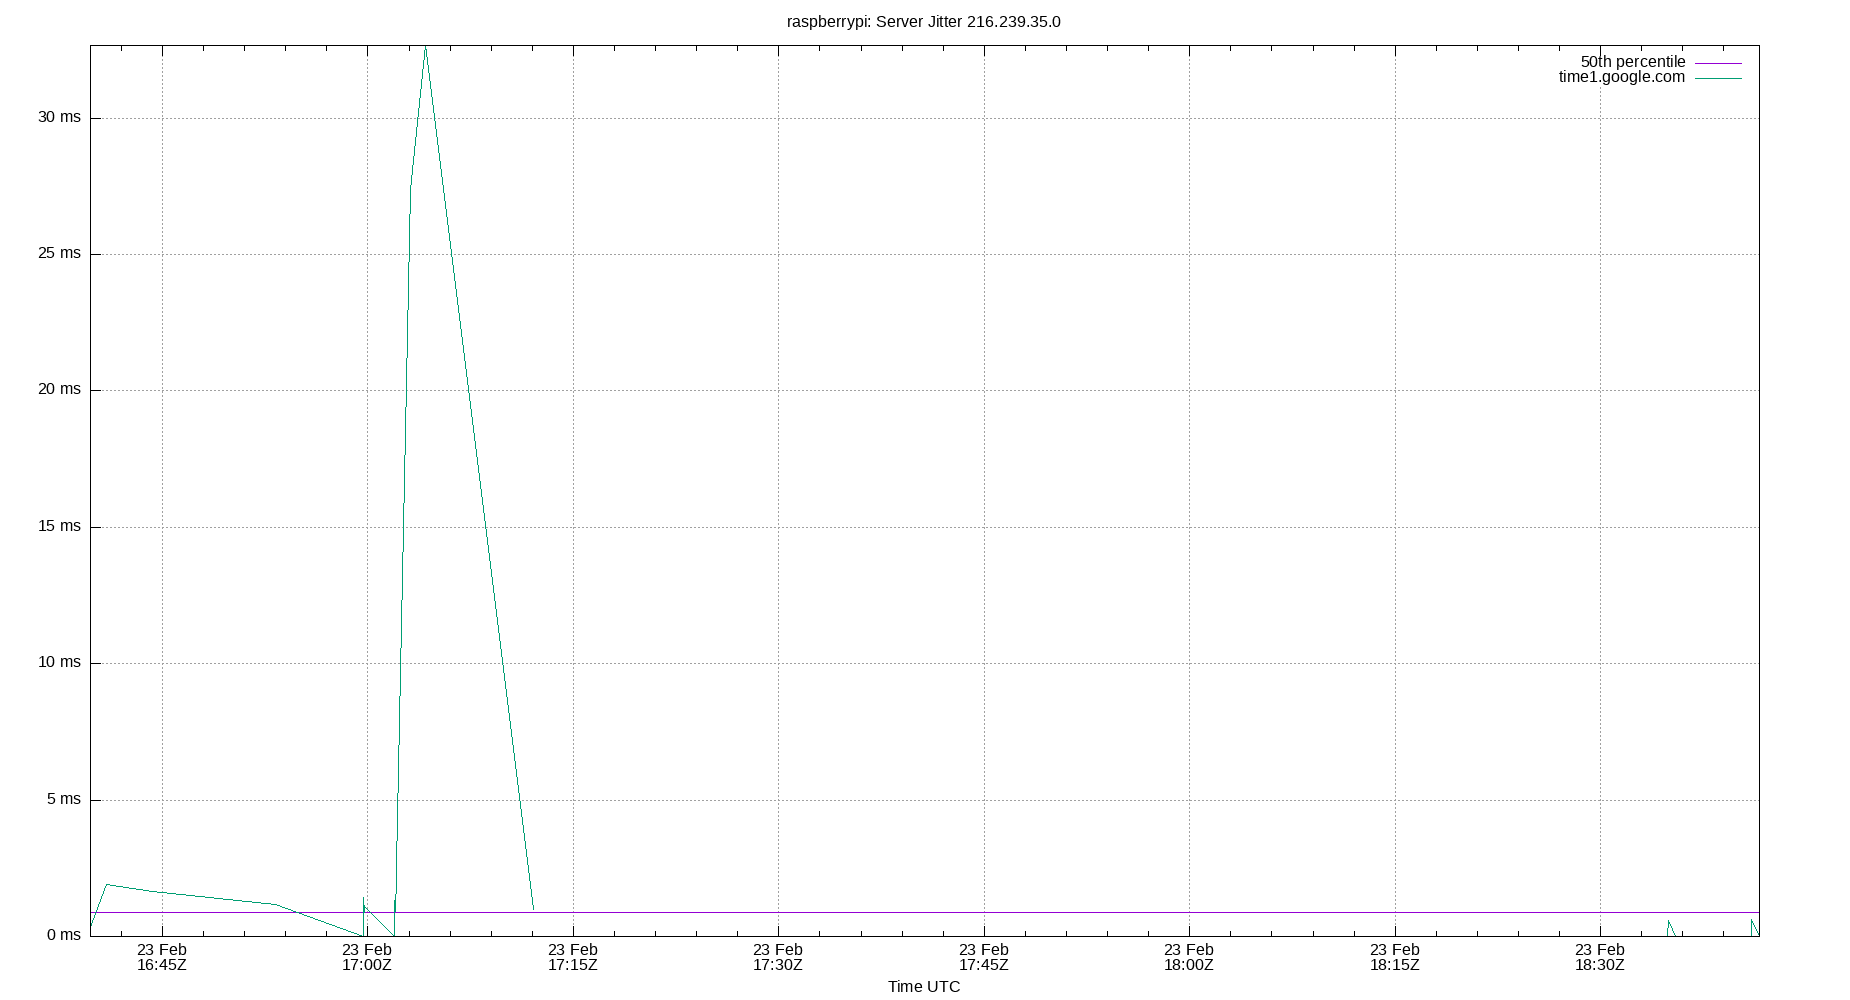 raspberrypi: Server Jitter 216.239.35.0
50th percentile
time1.google.com
30 ms
25 ms
20 ms
15 ms
10 ms
5 ms
0 ms
23 Feb 23 Feb 23 Feb 23 Feb 23 Feb 23 Feb 23 Feb 23 Feb
16:45Z 17:00Z 17:15Z 17:30Z 17:45Z 18:00Z 18:15Z 18:30Z
Time UTC